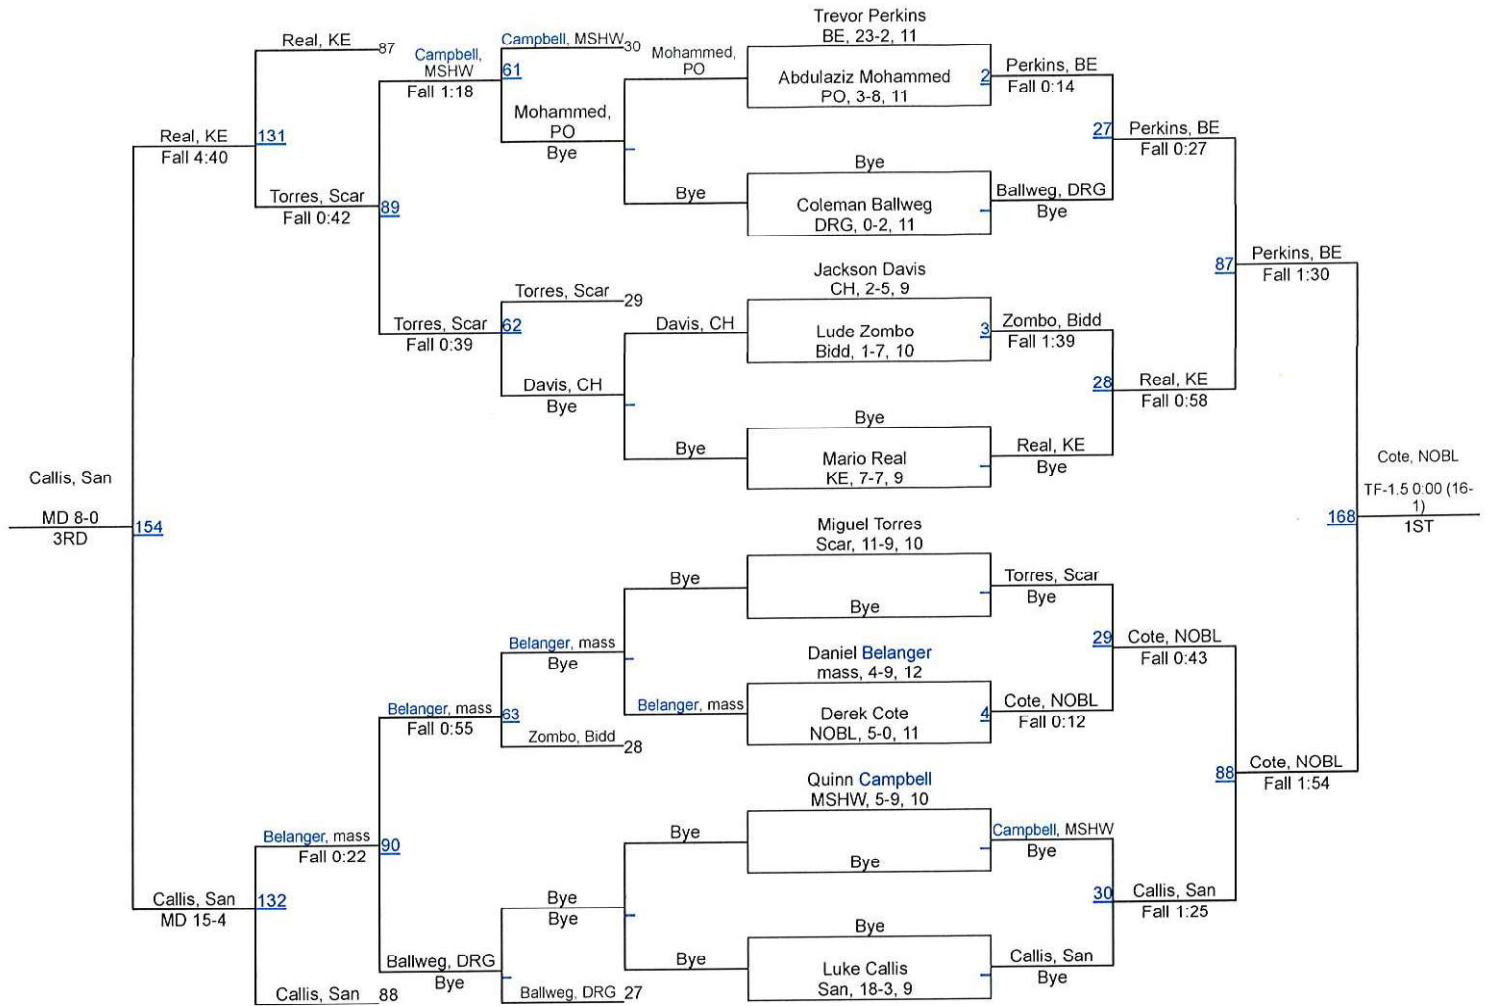 Trevor Perkins
BE, 23-2, 11
Real, KE
87
Campbell, MSHW
30
Mohammed,
PO
Campbell,
MSHW
Fall 1:18
61
Abdulaziz Mohammed
PO, 3-8, 11
2
Perkins, BE
Fall 0:14
Mohammed,
PO
Bye
Real, KE
Fall 4:40
131
27
Perkins, BE
Fall 0:27
Bye
Torres, Scar
Fall 0:42
89
Bye
Coleman Ballweg
DRG, 0-2, 11
Ballweg, DRG
Bye
87
Perkins, BE
Fall 1:30
Jackson Davis
CH, 2-5, 9
Torres, Scar
29
Torres, Scar
Fall 0:39
62
Davis, CH
Lude Zombo
Bidd, 1-7, 10
3
Zombo, Bidd
Fall 1:39
Davis, CH
Bye
28
Real, KE
Fall 0:58
Bye
Bye
Mario Real
KE, 7-7, 9
Real, KE
Bye
Callis, San
MD 8-0
3RD
154
Cote, NOBL
TF-1.5 0:00 (16-
1)
1ST
168
Miguel Torres
Scar, 11-9, 10
Bye
Bye
Torres, Scar
Bye
Belanger, mass
Bye
29
Cote, NOBL
Fall 0:43
Daniel Belanger
mass, 4-9, 12
Belanger, mass
Fall 0:55
63
Belanger, mass
Derek Cote
NOBL, 5-0, 11
4
Cote, NOBL
Fall 0:12
Zombo, Bidd
28
88
Cote, NOBL
Fall 1:54
Quinn Campbell
MSHW, 5-9, 10
Belanger, mass
Fall 0:22
90
Bye
Bye
Campbell, MSHW
Bye
Callis, San
MD 15-4
132
Bye
Bye
30
Callis, San
Fall 1:25
Bye
Ballweg, DRG
Bye
Bye
Luke Callis
San, 18-3, 9
Callis, San
Bye
Callis, San
88
Ballweg, DRG
27